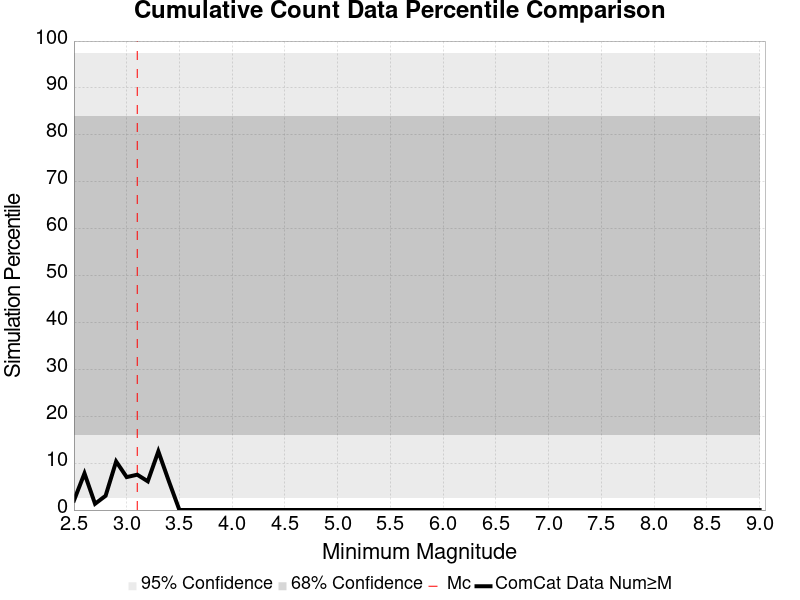 Cumulative Count Data Percentile Comparison
100
90
80
70
60
50
40
30
20
10
0
Simulation Percentile
2.5 3.0 3.5 4.0 4.5 5.0 5.5 6.0 6.5 7.0 7.5 8.0 8.5 9.0
Minimum Magnitude
95% Confidence 68% Confidence Mc ComCat Data Num≥M